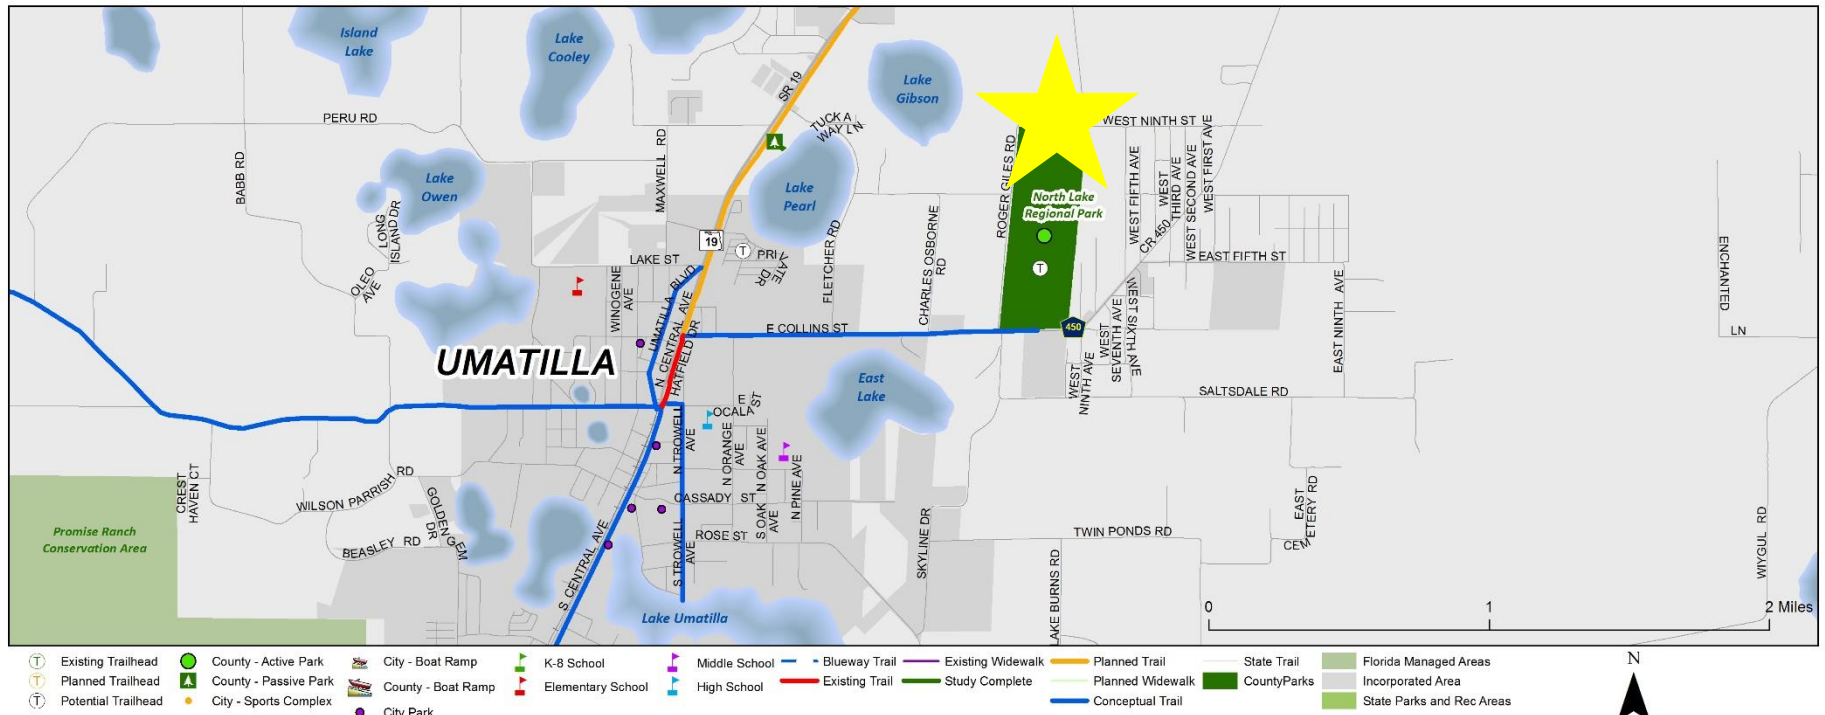 Island
Lake
Lake
Cooley
SR 19
Lake
Gibson
PERU RD
TUCK A
WAY LN
WEST NINTH ST
BABB RD
MAXWELL RD
ROGER GILES RD
WEST FIFTH AVE
WEST
THIRD AVE
WEST SECOND AVE
WEST FIRST AVE
Lake
Owen
Lake
Pearl
North Lake
Regional Park
LONG
ISLAND DR
CHARLES OSBORNE
RD
FLETCHER RD
CR 450
19
T
PRIVATE
DR
LAKE ST
T
EAST FIFTH ST
ENCHANTED
LN
OLEO
AVE
WINOGENE
AVE
UMATILLA BLVD
N CENTRAL AVE
HATFIELD DR
E COLLINS ST
450
WEST
SEVENTH AVE
WEST SIXTH AVE
EAST NINTH AVE
UMATILLA
East
Lake
WEST
NINTH AVE
SALTSDALE RD
E
OCALA ST
N TROWELL
AVE
N ORANGE
AVE
N OAK AVE
N PINE AVE
CREST
HAVEN CT
WILSON PARRISH RD
GOLDEN GEM
DR
CASSADY ST
EAST
CEMETERY RD
Promise Ranch
Conservation Area
BEASLEY RD
S CENTRAL AVE
S TROWELL
AVE
ROSE ST
S OAK
AVE
SKYLINE DR
TWIN PONDS RD
LAKE BURNS RD
WIYGUL RD
Lake Umatilla
0 1 2 Miles
T Existing Trailhead
T Planned Trailhead
T Potential Trailhead
County - Active Park
County - Passive Park
City - Sports Complex
City - Boat Ramp
County - Boat Ramp
City Park
K-8 School
Elementary School
Middle School
High School
Blueway Trail
Existing Trail
Existing Widewalk
Study Complete
Planned Trail
Planned Widewalk
Conceptual Trail
State Trail
CountyParks
Florida Managed Areas
Incorporated Area
State Parks and Rec Areas
N